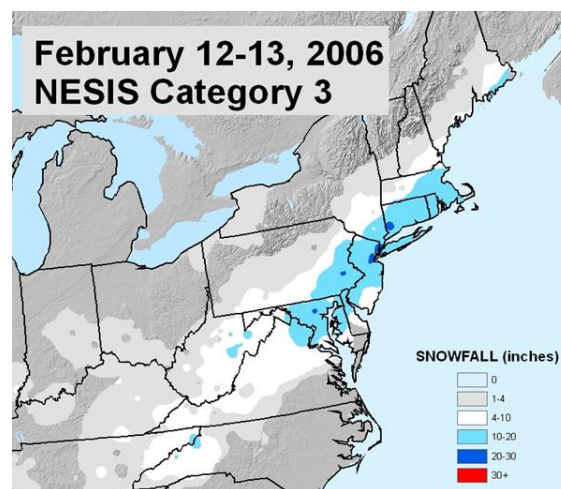 February 12-13, 2006
NESIS Category 3
SNOWFALL (inches)
0
1-4
4-10
10-20
20-30
30+